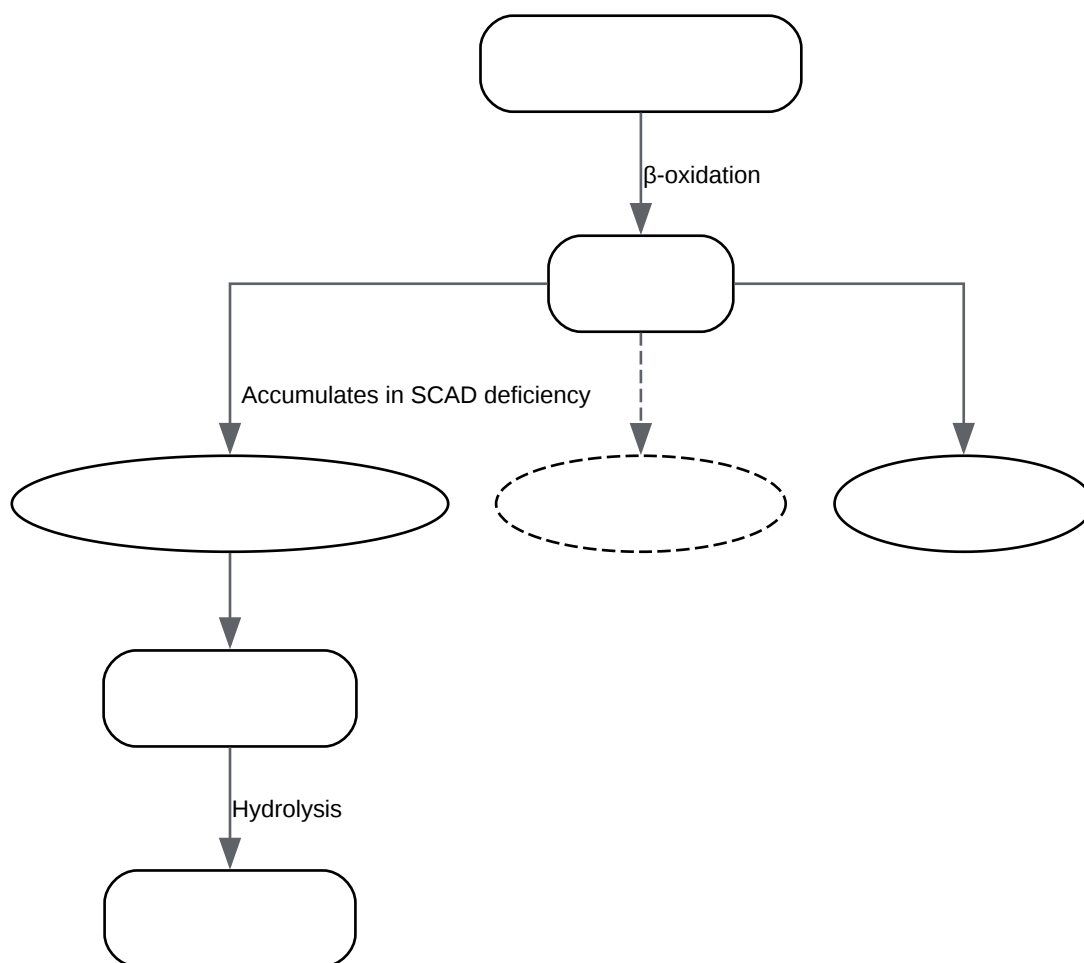 β-oxidation
Accumulates in SCAD deficiency
Hydrolysis